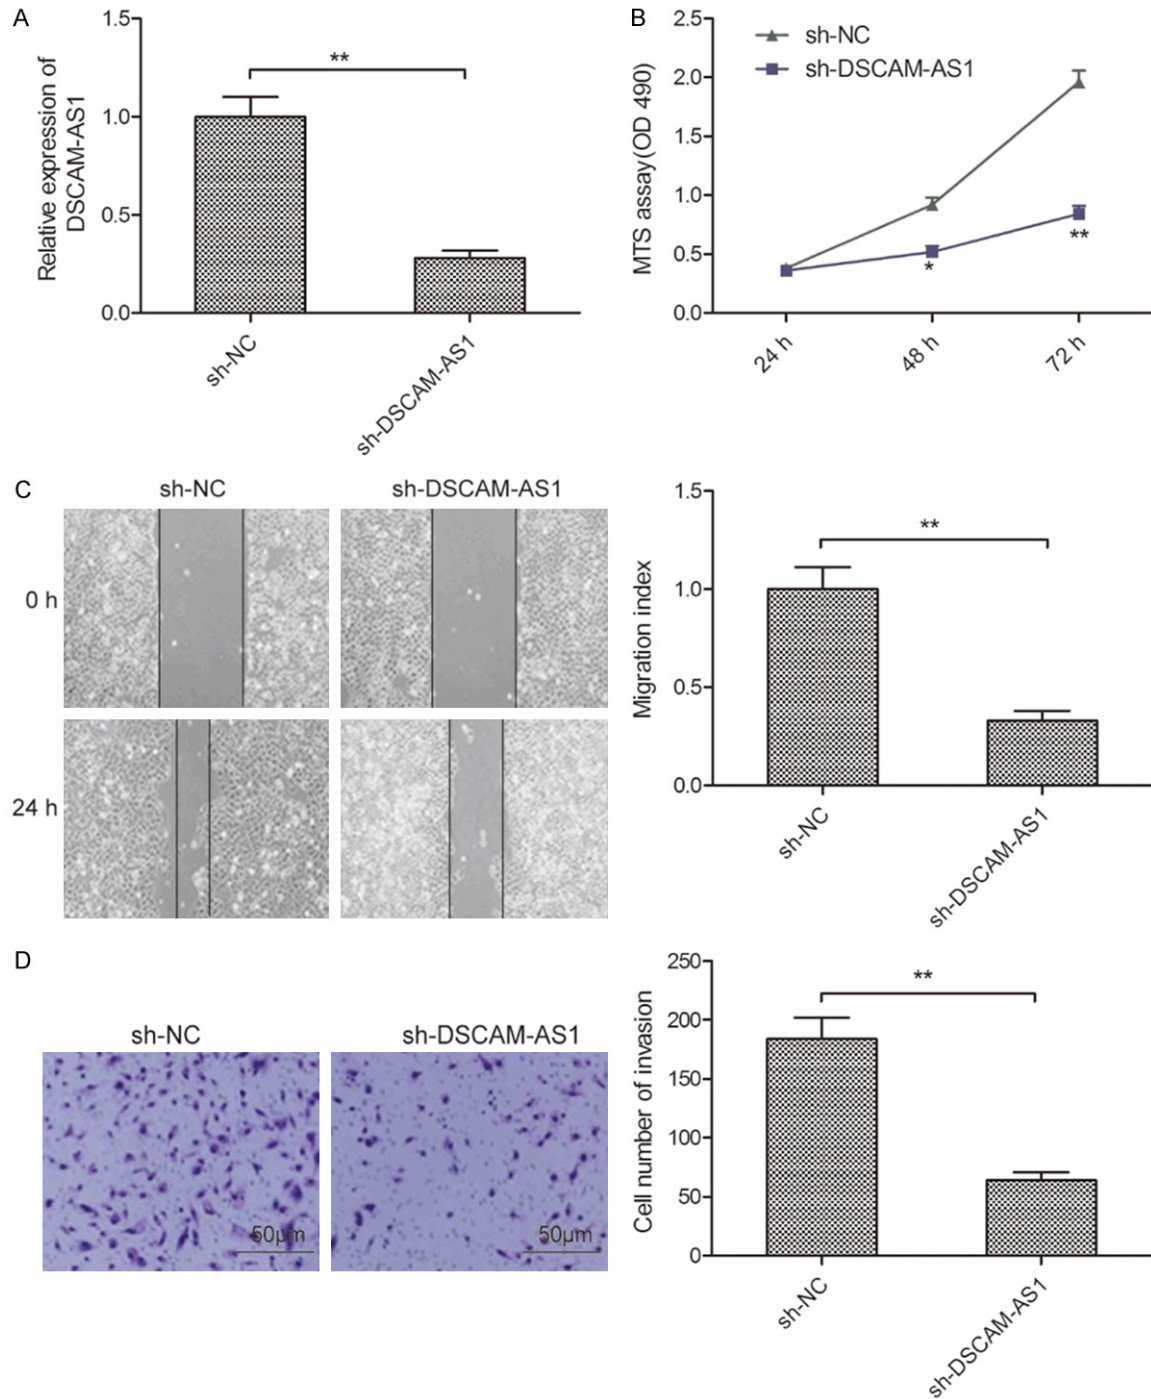 A
Relative expression of
DSCAM-AS1
1.5
1.0
0.5
0.0
**
sh-NC
sh-DSCAM-AS1
B
MTS assay(OD 490)
2.5
2.0
1.5
1.0
0.5
0.0
sh-NC
sh-DSCAM-AS1
*
**
24 h
48 h
72 h
C
sh-NC
sh-DSCAM-AS1
0 h
24 h
Migration index
1.5
1.0
0.5
0.0
**
sh-NC
sh-DSCAM-AS1
D
sh-NC
sh-DSCAM-AS1
50μm
50μm
Cell number of invasion
250
200
150
100
50
0
**
sh-NC
sh-DSCAM-AS1